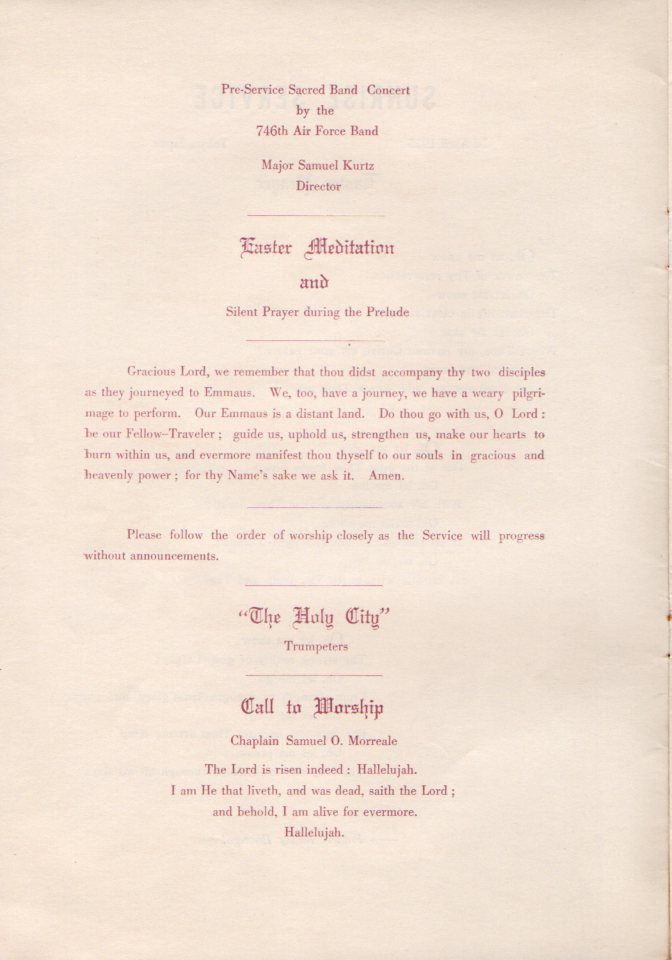 Pre-Service Sacred Band Concert
by the
746th Air Force Band
Major Samuel Kurtz
Director
Easter Meditation
and
Silent Prayer during the Prelude
Gracious Lord, we remember that thou didst accompany thy two disciples
as they journeyed to Emmaus. We, too, have a journey, we have a weary pilgri-
mage to perform. Our Emmaus is a distant land. Do thou go with us, O Lord :
be our Fellow-Traveler ; guide us, uphold us, strengthen us, make our hearts to
burn within us, and evermore manifest thou thyself to our souls in gracious and
heavenly power ; for thy Name's sake we ask it. Amen.
Please follow the order of worship closely as the Service will progress
without announcements.
"The Holy City"
Trumpeters
Call to Worship
Chaplain Samuel O. Morreale
The Lord is risen indeed : Hallelujah.
I am He that liveth, and was dead, saith the Lord ;
and behold, I am alive for evermore.
Hallelujah.